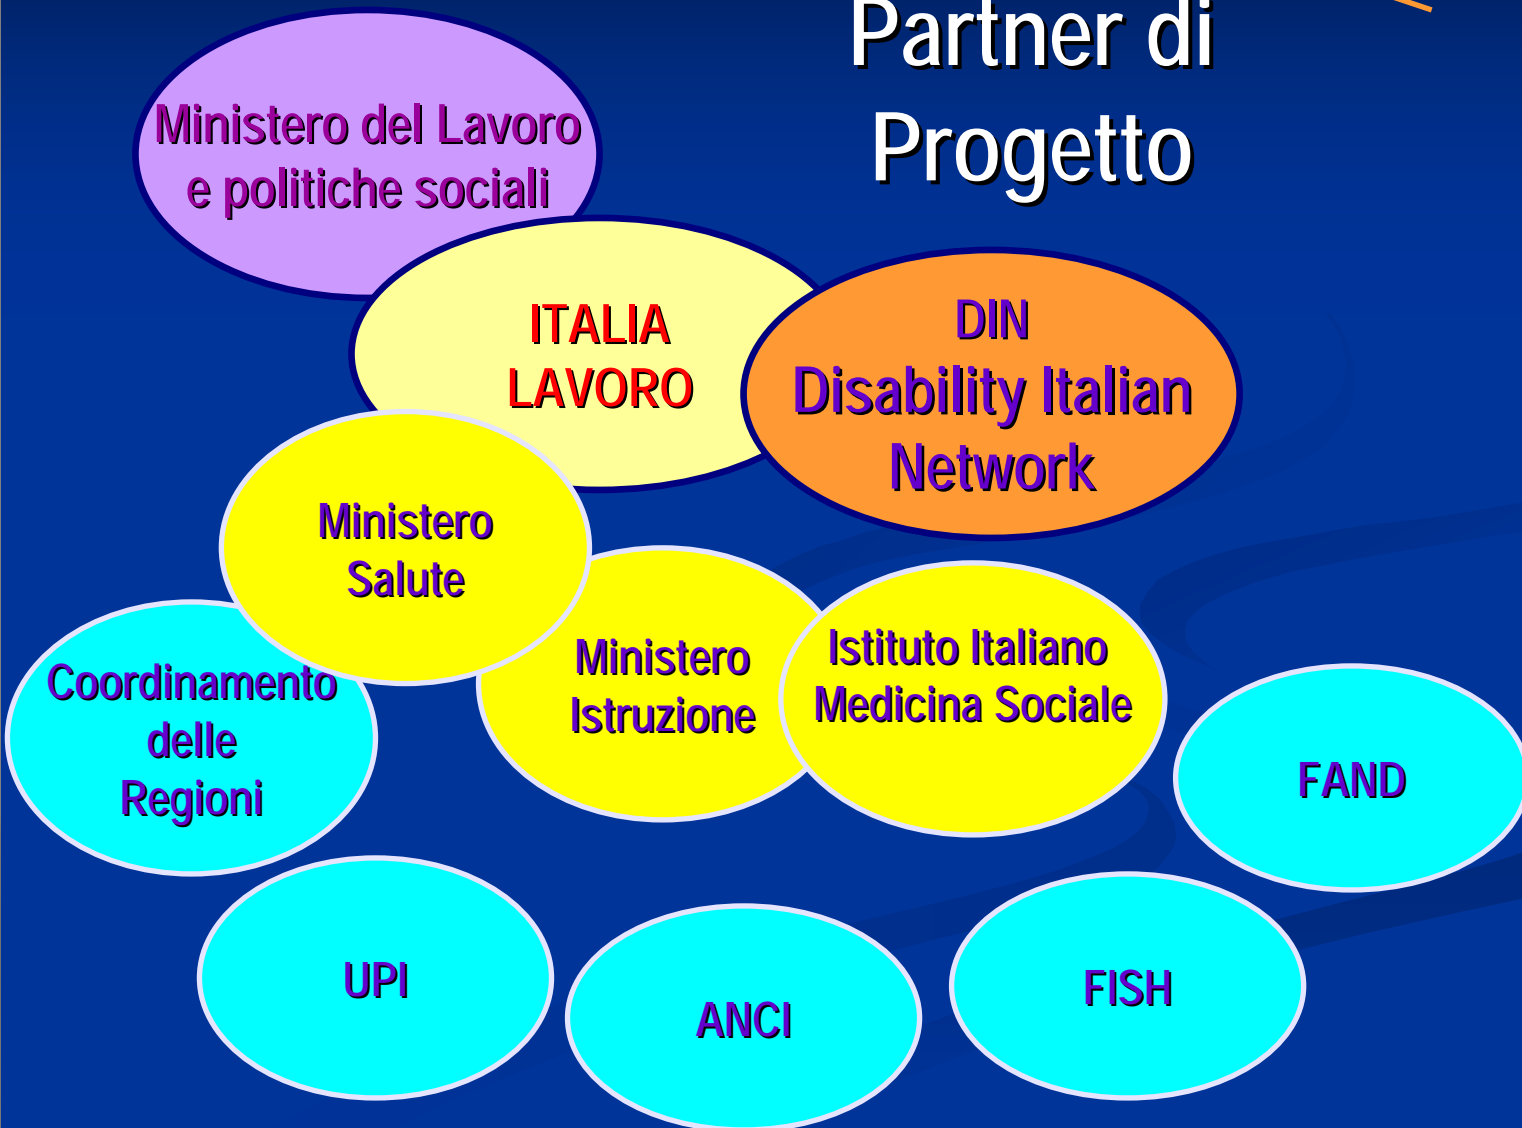 Partner di
Progetto
Ministero del Lavoro
e politiche sociali
ITALIA
LAVORO
DIN
Disability Italian
Network
Ministero
Salute
Ministero
Istruzione
Istituto Italiano
Medicina Sociale
Coordinamento
delle
Regioni
FAND
UPI
ANCI
FISH